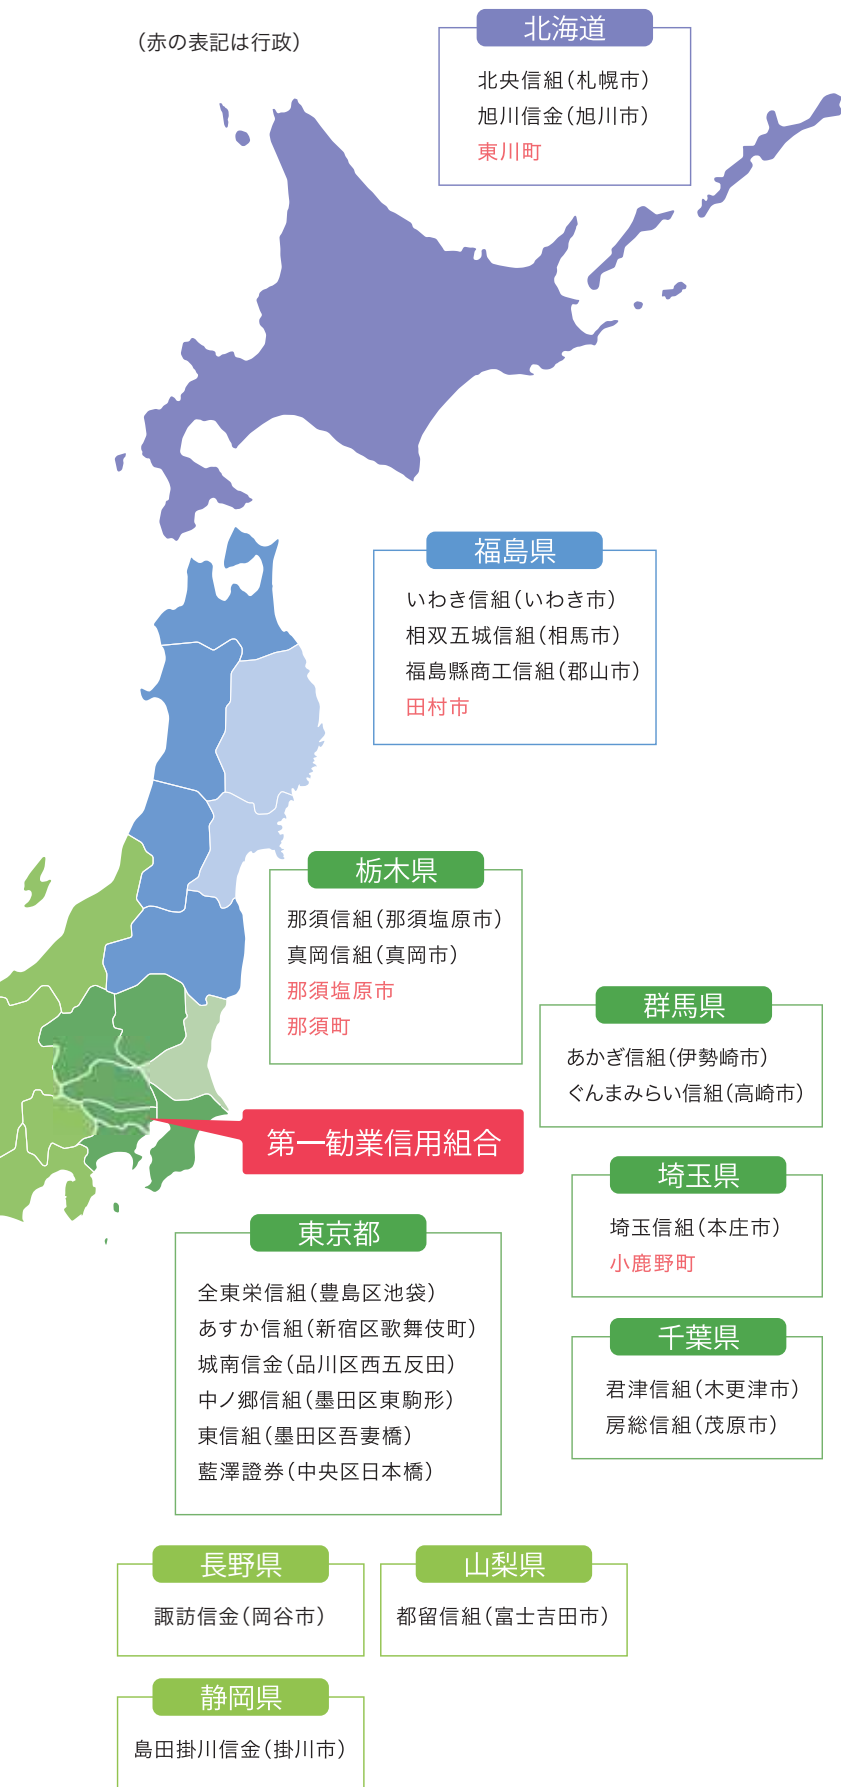 （赤の表記は行政）
北海道
北央信組（札幌市）
旭川信金（旭川市）
東川町
福島県
いわき信組（いわき市）
相双五城信組（相馬市）
福島縣商工信組（郡山市）
田村市
栃木県
那須信組（那須塩原市）
真岡信組（真岡市）
那須塩原市
那須町
群馬県
あかぎ信組（伊勢崎市）
ぐんまみらい信組（高崎市）
第一勧業信用組合
埼玉県
埼玉信組（本庄市）
小鹿野町
東京都
全東栄信組（豊島区池袋）
あすか信組（新宿区歌舞伎町）
城南信金（品川区西五反田）
中ノ郷信組（墨田区東駒形）
東信組（墨田区吾妻橋）
藍澤證券（中央区日本橋）
千葉県
君津信組（木更津市）
房総信組（茂原市）
長野県
諏訪信金（岡谷市）
山梨県
都留信組（富士吉田市）
静岡県
島田掛川信金（掛川市）